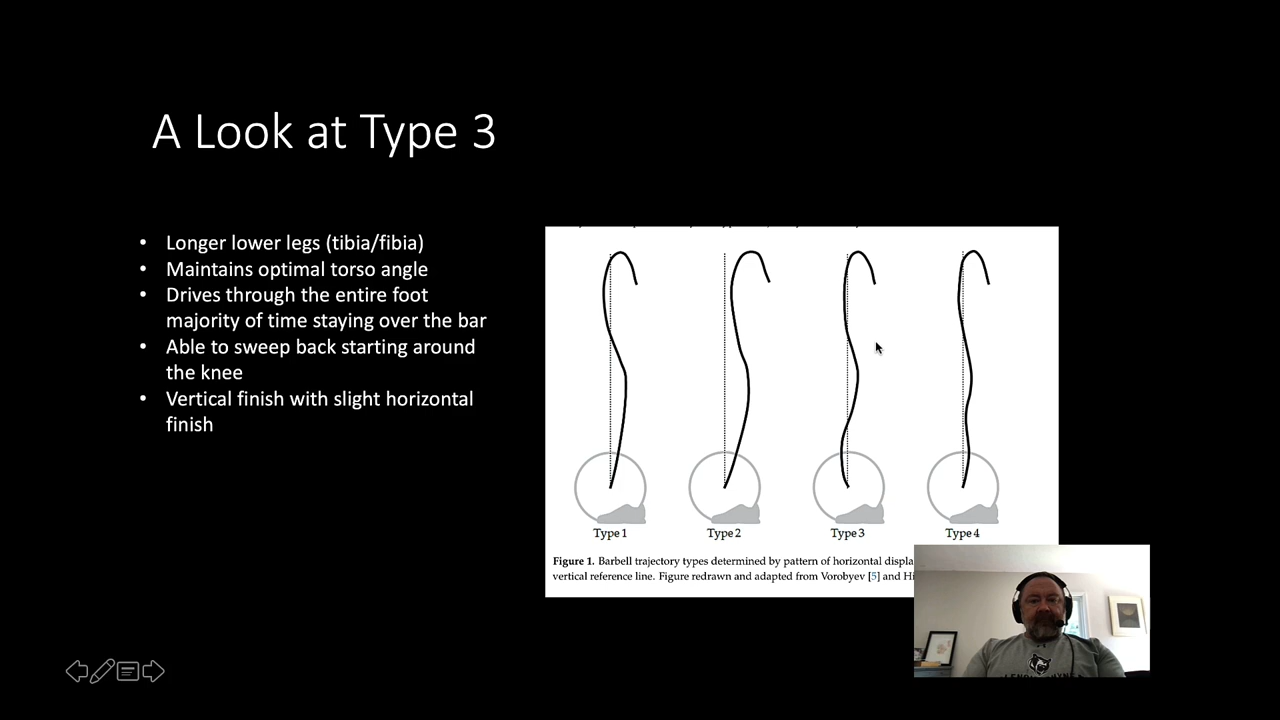 A Look at Type 3
• Longer lower legs (tibia/fibia)
• Maintains optimal torso angle
• Drives through the entire foot
majority of time staying over the bar
• Able to sweep back starting around
the knee
• Vertical finish with slight horizontal
finish
Type 1 Type 2 Type 3 Type 4
Figure 1. Barbell trajectory types determined by pattern of horizontal displa
vertical reference line. Figure redrawn and adapted from Vorobyev [5] and Hi